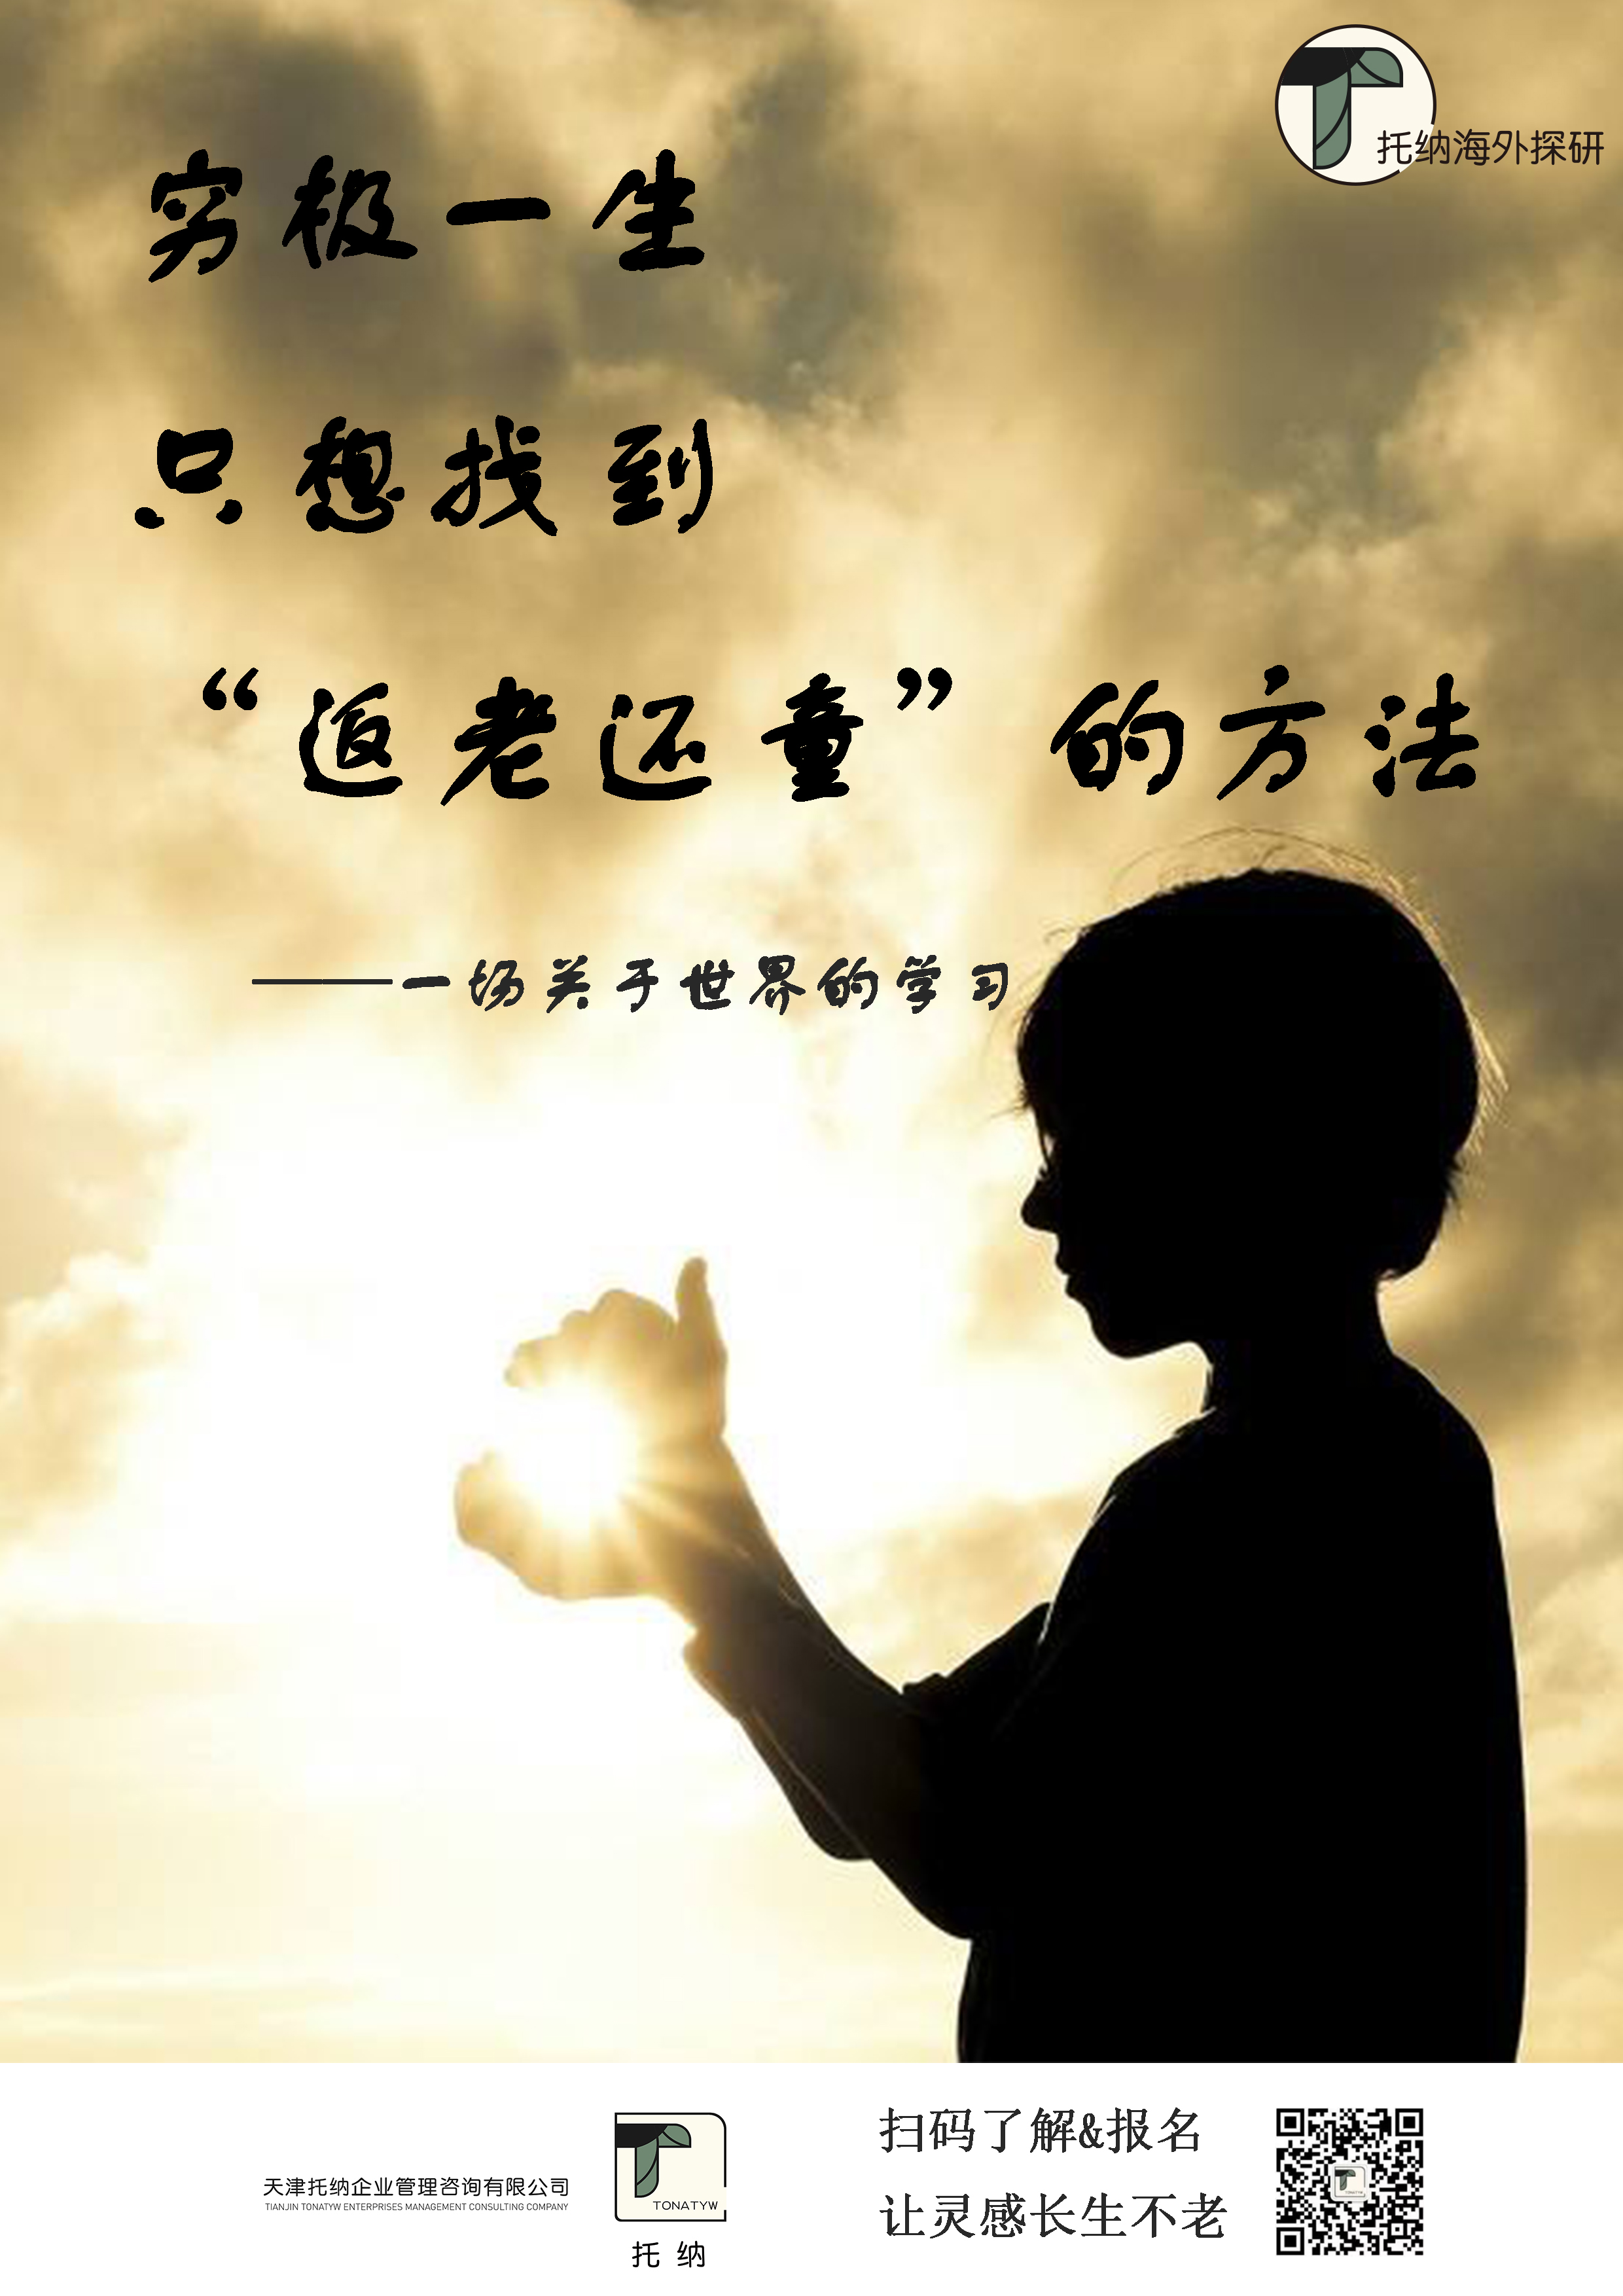 托纳海外探研
穷极一生
只想找到
“返老还童”的方法
——一场关于世界的学习
天津托纳企业管理咨询有限公司
TIANJIN TONATYW ENTERPRISES MANAGEMENT CONSULTING COMPANY
TONATYW
托纳
扫码了解&报名
让灵感长生不老
TONATYW